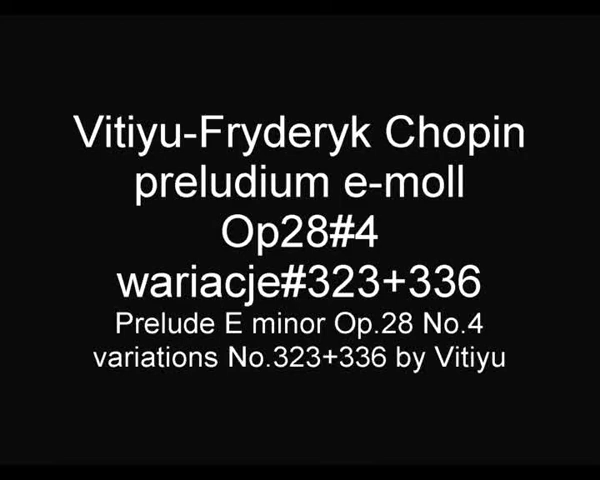 Vitiyu-Fryderyk Chopin
preludium e-moll
Op28#4
wariacje#323+336
Prelude E minor Op.28 No.4
variations No.323+336 by Vitiyu